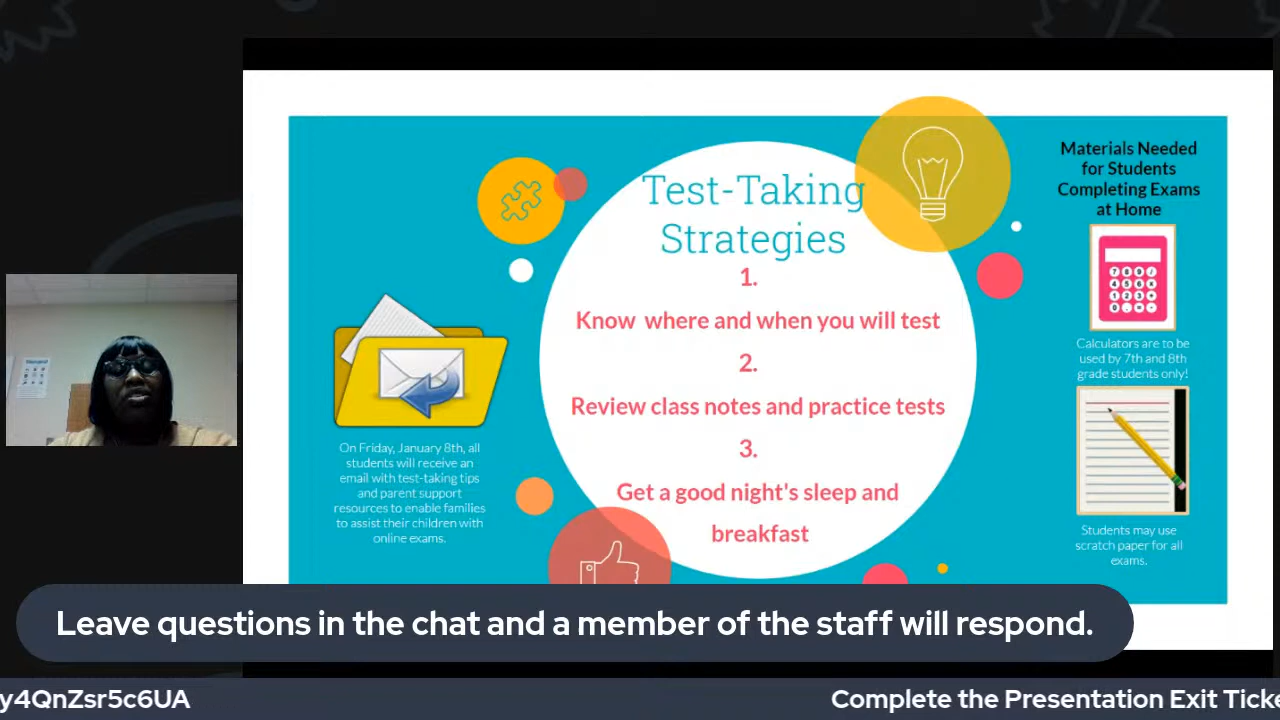 Test-Taking
Strategies
1.
Know where and when you will test
2.
Review class notes and practice tests
3.
Get a good night's sleep and
breakfast
On Friday, January 8th, all
students will receive an
email with test-taking tips
and parent support
resources to enable families
to assist their children with
online exams.
Materials Needed
for Students
Completing Exams
at Home
Calculators are to be
used by 7th and 8th
grade students only!
Students may use
scratch paper for all
exams.
Leave questions in the chat and a member of the staff will respond.
y4QnZsr5c6UA
Complete the Presentation Exit Ticke